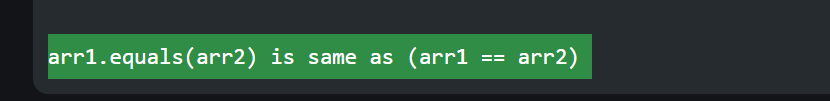 arr1.equals(arr2) is same as (arr1 == arr2)